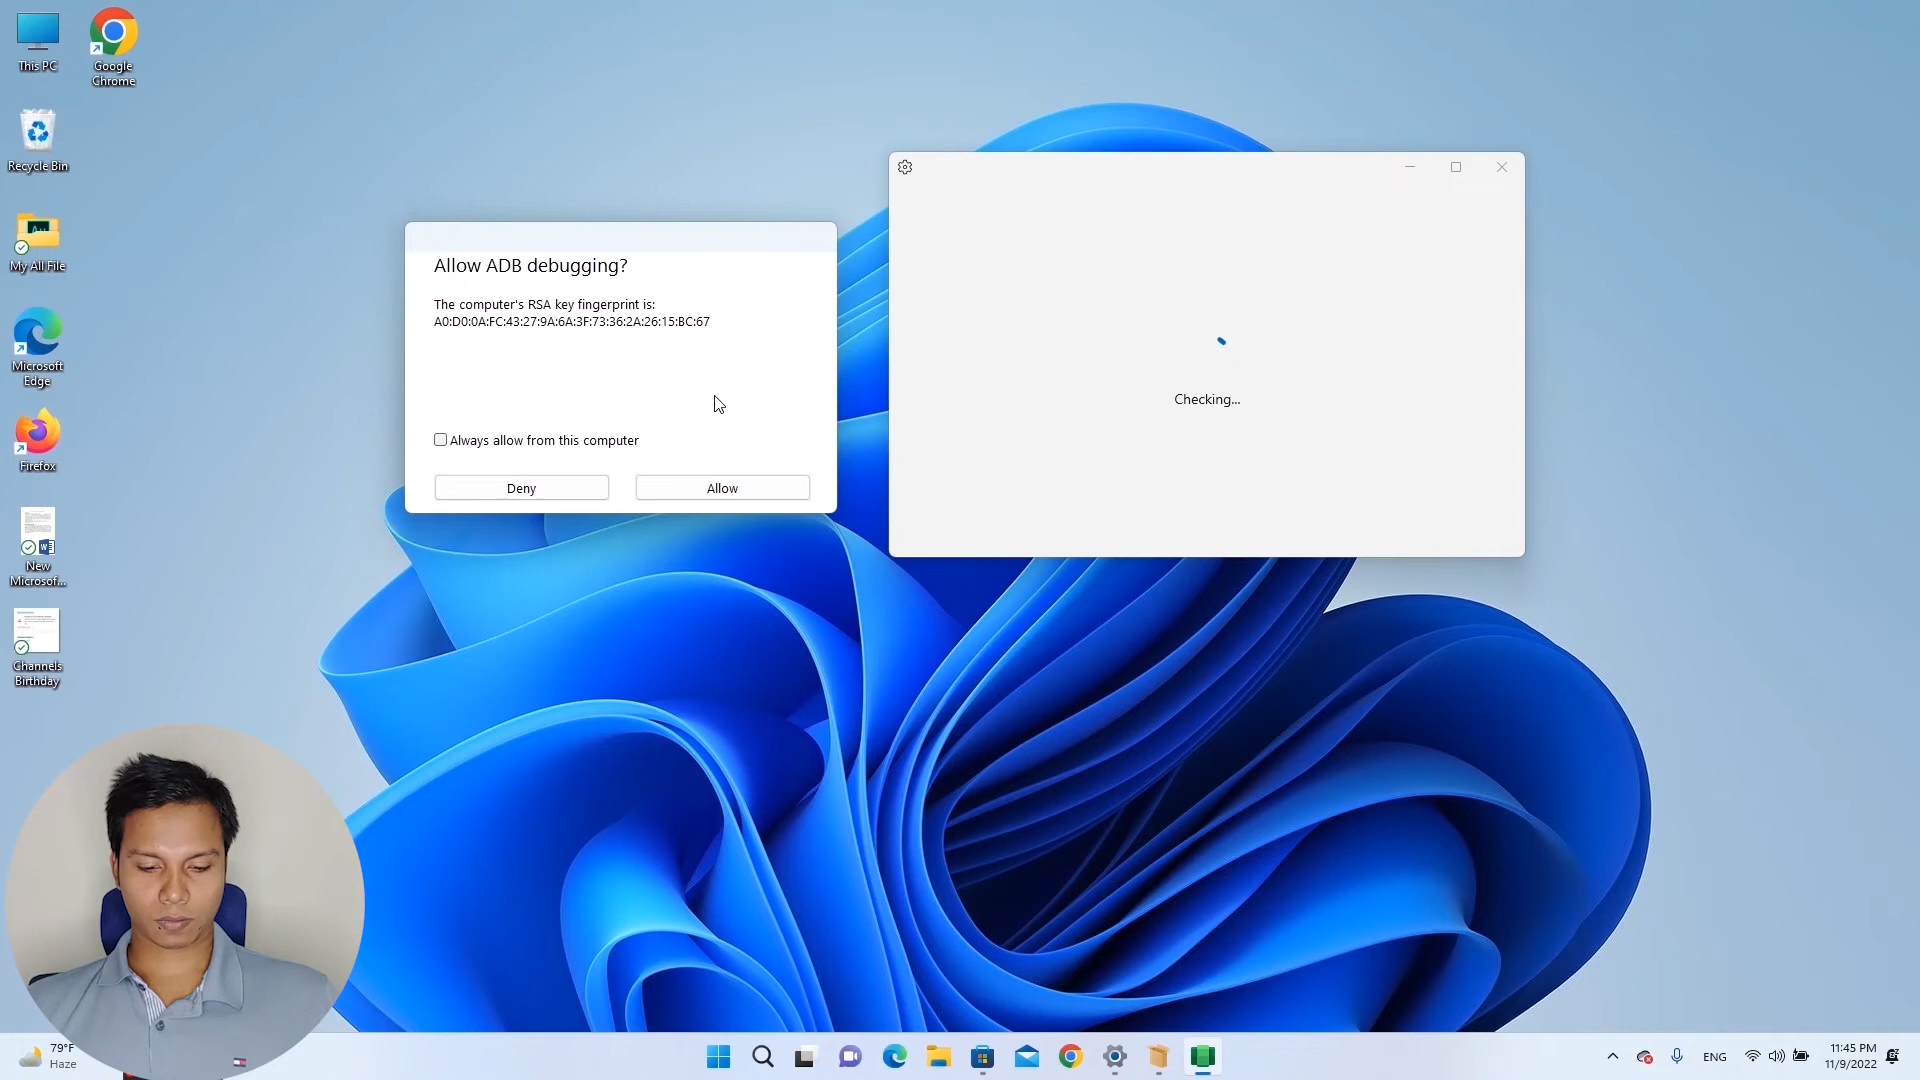 This PC
Google
Chrome
Recycle Bin
My All File
Microsoft
Edge
Firefox
New
Microsof...
Channels
Birthday
Allow ADB debugging?
The computer's RSA key fingerprint is:
A0:D0:0A:FC:43:27:9A:6A:3F:73:36:2A:26:15:BC:67
Always allow from this computer
Deny
Allow
Checking...
79°F
Haze
ENG
11:45 PM
11/9/2022